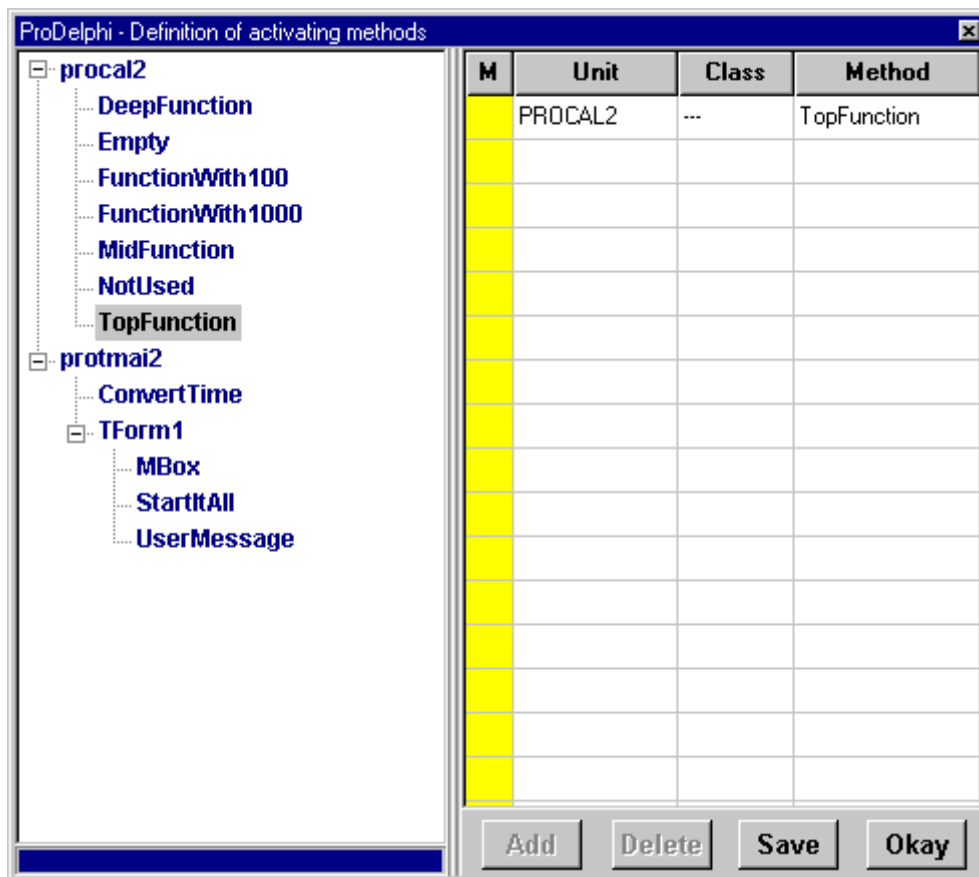 ProDelphi - Definition of activating methods
procal2
DeepFunction
Empty
FunctionWith100
FunctionWith1000
MidFunction
NotUsed
TopFunction
protmai2
ConvertTime
TForm1
MBox
StartItAll
UserMessage
M Unit Class Method
PROCAL2 --- TopFunction
Add Delete Save Okay